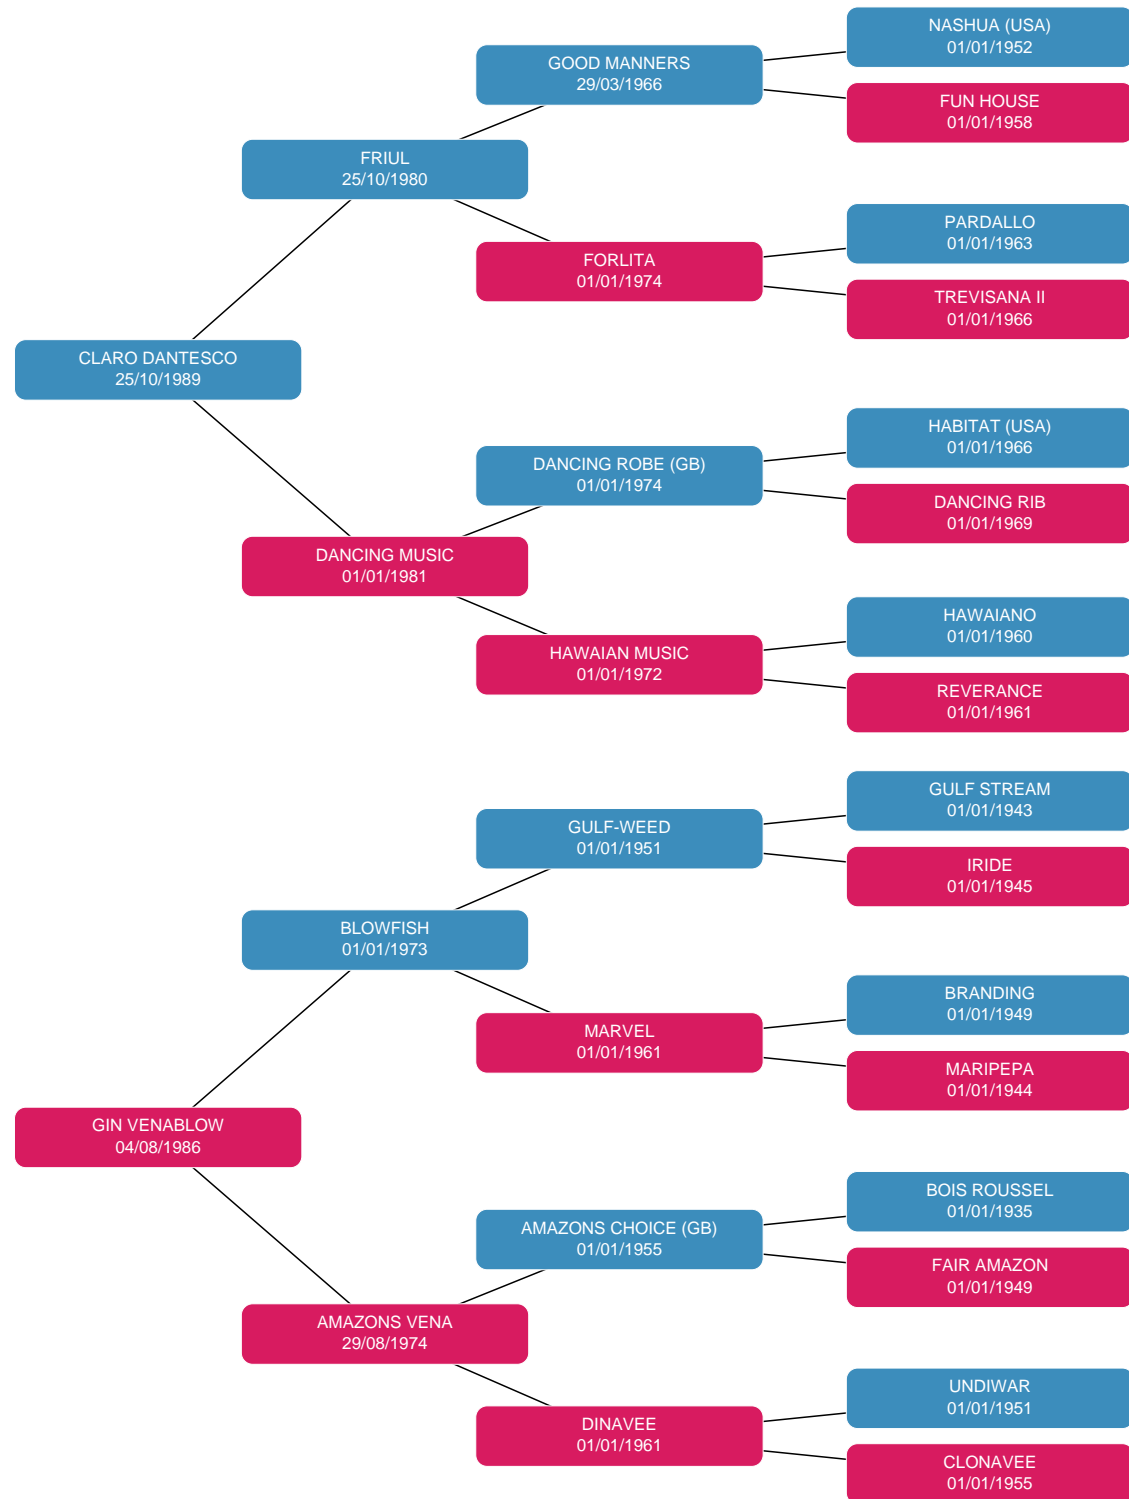 NASHUA (USA)
01/01/1952
GOOD MANNERS
29/03/1966
FUN HOUSE
01/01/1958
FRIUL
25/10/1980
PARDALLO
01/01/1963
FORLITA
01/01/1974
TREVISANA II
01/01/1966
CLARO DANTESCO
25/10/1989
HABITAT (USA)
01/01/1966
DANCING ROBE (GB)
01/01/1974
DANCING RIB
01/01/1969
DANCING MUSIC
01/01/1981
HAWAIANO
01/01/1960
HAWAIAN MUSIC
01/01/1972
REVERANCE
01/01/1961
GULF STREAM
01/01/1943
GULF-WEED
01/01/1951
IRIDE
01/01/1945
BLOWFISH
01/01/1973
BRANDING
01/01/1949
MARVEL
01/01/1961
MARIPEPA
01/01/1944
GIN VENABLOW
04/08/1986
BOIS ROUSSEL
01/01/1935
AMAZONS CHOICE (GB)
01/01/1955
FAIR AMAZON
01/01/1949
AMAZONS VENA
29/08/1974
UNDIWAR
01/01/1951
DINAVEE
01/01/1961
CLONAVEE
01/01/1955